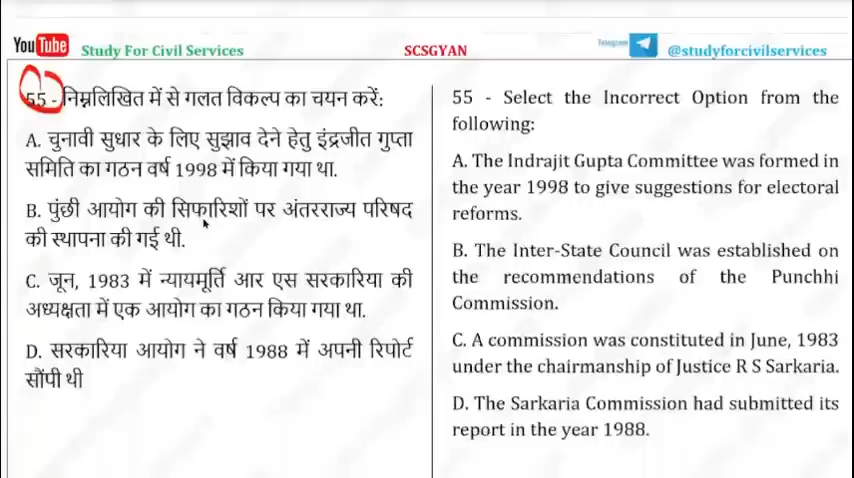 YouTube Study For Civil Services SCSGYAN Telegram @studyforcivilservices
55 - निम्नलिखित में से गलत विकल्प का चयन करें:
A. चुनावी सुधार के लिए सुझाव देने हेतु इंद्रजीत गुप्ता
समिति का गठन वर्ष 1998 में किया गया था.
B. पुंछी आयोग की सिफारिशों पर अंतरराज्य परिषद
की स्थापना की गई थी.
C. जून, 1983 में न्यायमूर्ति आर एस सरकारिया की
अध्यक्षता में एक आयोग का गठन किया गया था.
D. सरकारिया आयोग ने वर्ष 1988 में अपनी रिपोर्ट
सौंपी थी
55 - Select the Incorrect Option from the
following:
A. The Indrajit Gupta Committee was formed in
the year 1998 to give suggestions for electoral
reforms.
B. The Inter-State Council was established on
the recommendations of the Punchhi
Commission.
C. A commission was constituted in June, 1983
under the chairmanship of Justice R S Sarkaria.
D. The Sarkaria Commission had submitted its
report in the year 1988.